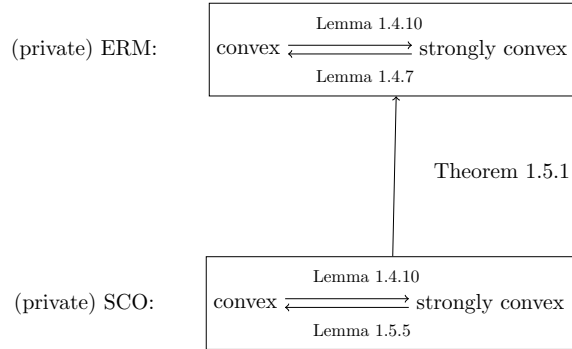 Lemma 1.4.10
(private) ERM: convex strongly convex
Lemma 1.4.7
Theorem 1.5.1
Lemma 1.4.10
(private) SCO: convex strongly convex
Lemma 1.5.5